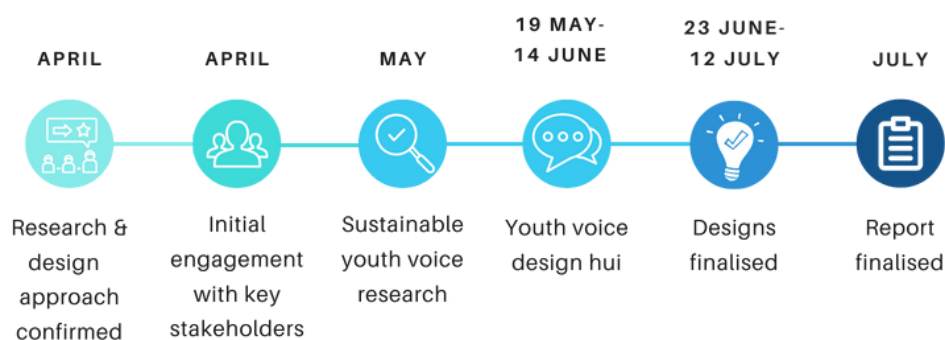 APRIL
Research &
design
approach
confirmed
APRIL
Initial
engagement
with key
stakeholders
MAY
Sustainable
youth voice
research
19 MAY-
14 JUNE
Youth voice
design hui
23 JUNE-
12 JULY
Designs
finalised
JULY
Report
finalised